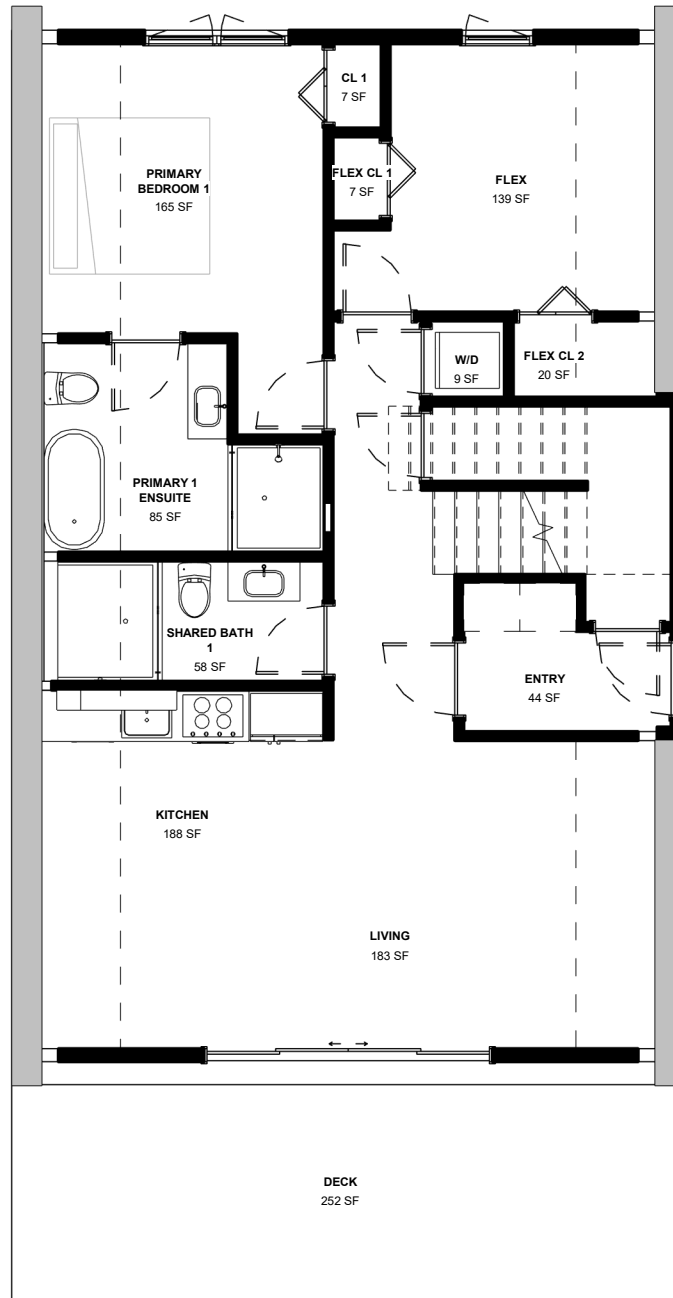 CL 1
7 SF
PRIMARY
BEDROOM 1
165 SF
FLEX CL 1
7 SF
FLEX
139 SF
W/D
9 SF
FLEX CL 2
20 SF
PRIMARY 1
ENSUITE
85 SF
SHARED BATH
1
58 SF
ENTRY
44 SF
KITCHEN
188 SF
LIVING
183 SF
DECK
252 SF